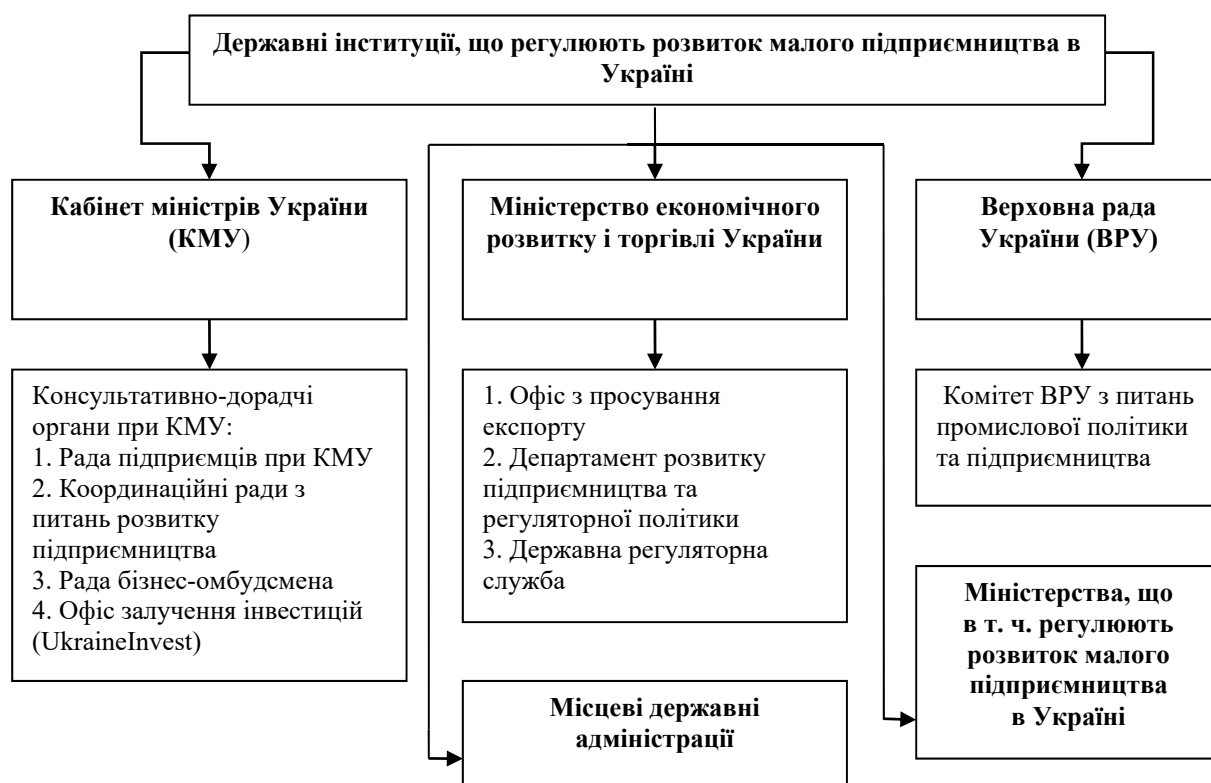 Державні інституції, що регулюють розвиток малого підприємництва в
Україні
Кабінет міністрів України
(КМУ)
Міністерство економічного
розвитку і торгівлі України
Верховна рада
України (ВРУ)
Консультативно-дорадчі
органи при КМУ:
1. Рада підприємців при КМУ
2. Координаційні ради з
питань розвитку
підприємництва
3. Рада бізнес-омбудсмена
4. Офіс залучення інвестицій
(UkraineInvest)
1. Офіс з просування
експорту
2. Департамент розвитку
підприємництва та
регуляторної політики
3. Державна регуляторна
служба
Комітет ВРУ з питань
промислової політики
та підприємництва
Міністерства, що
в т. ч. регулюють
розвиток малого
підприємництва
в Україні
Місцеві державні
адміністрації